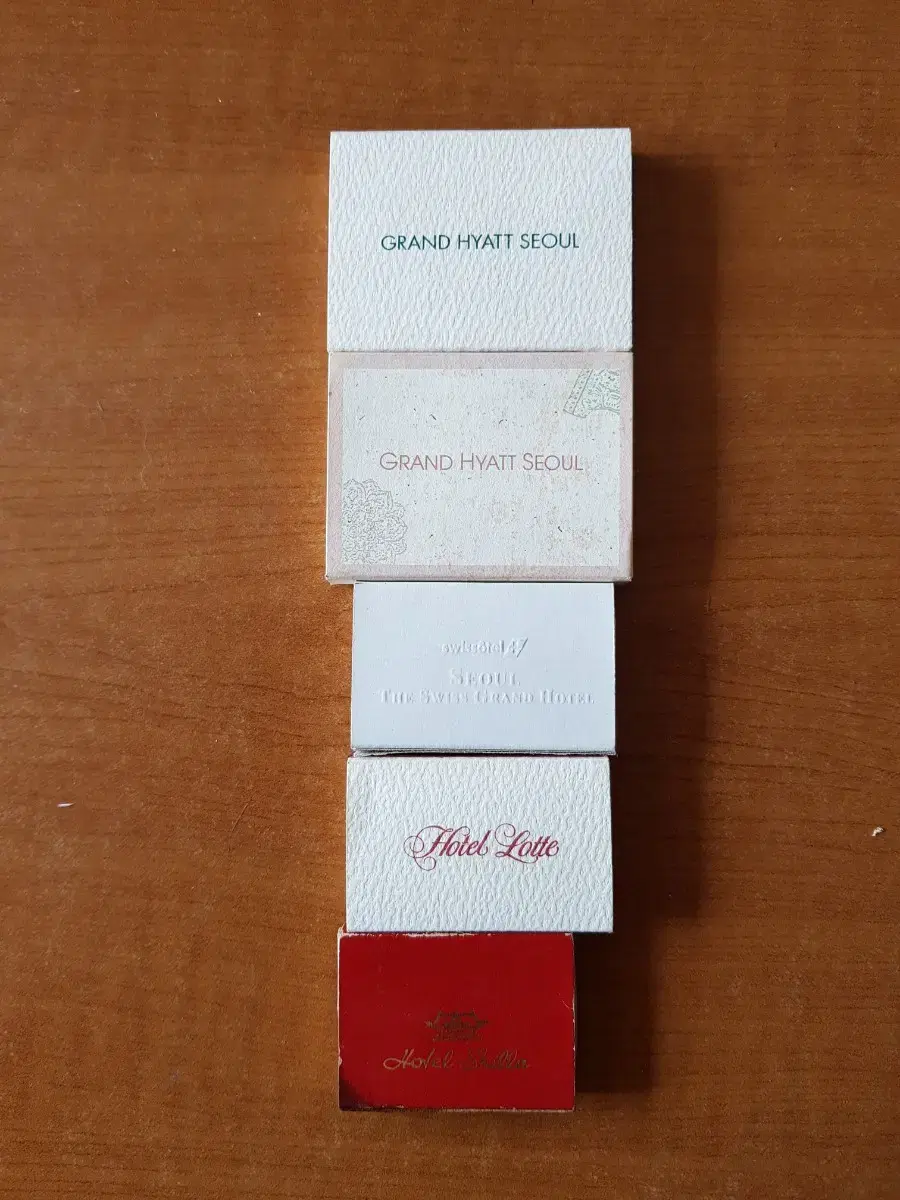 GRAND HYATT SEOUL
GRAND HYATT SEOUL
swissôtel
SEOUL
THE SWISS GRAND HOTEL
Hotel Lotte
Hotel Shilla